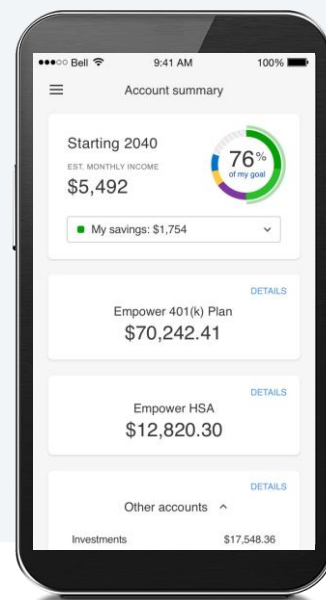 Bell 9:41 AM 100%
Account summary
Starting 2040
EST. MONTHLY INCOME
$5,492
76%
of my goal
My savings: $1,754
DETAILS
Empower 401(k) Plan
$70,242.41
DETAILS
Empower HSA
$12,820.30
DETAILS
Other accounts
Investments $17,548.36